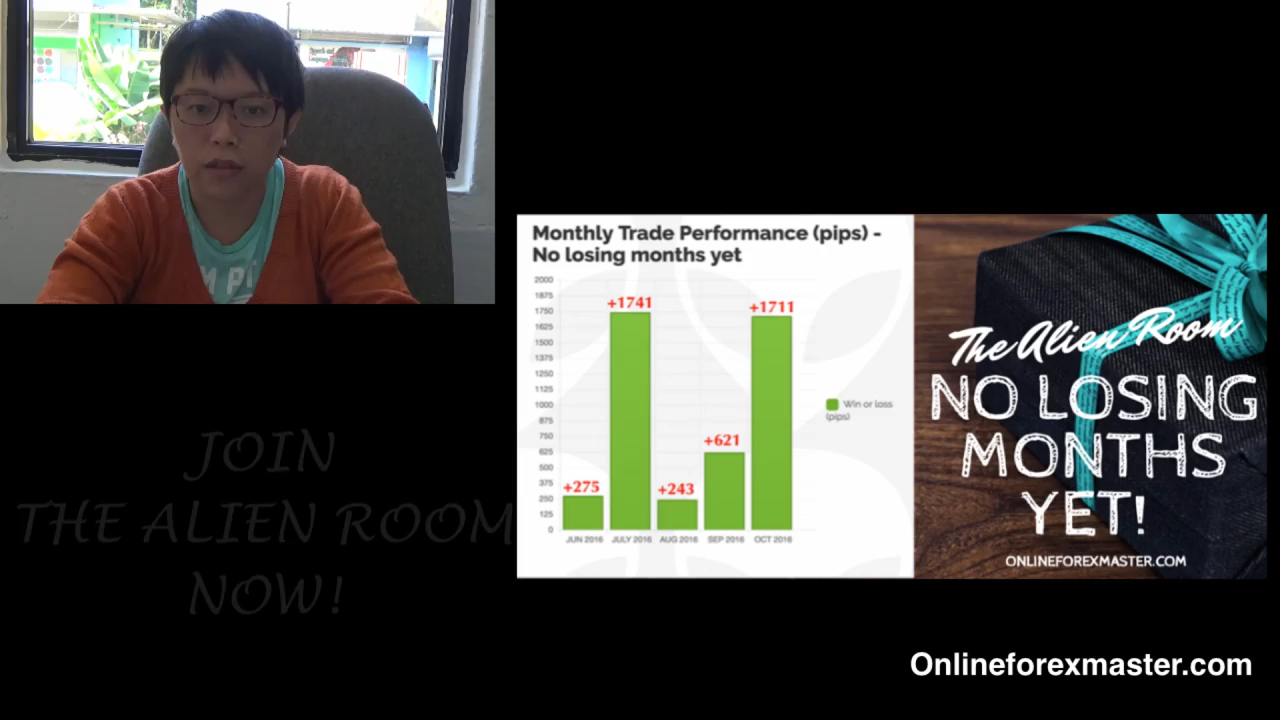 JOIN
THE ALIEN ROOM
NOW!
Monthly Trade Performance (pips) -
No losing months yet
2000
1875
1750
1625
1500
1375
1250
1125
1000
875
750
625
500
375
250
125
0
+275
+1741
+243
+621
+1711
JUN 2016
JULY 2016
AUG 2016
SEP 2016
OCT 2016
Win or loss
(pips)
The Alien Room
NO LOSING
MONTHS
YET!
ONLINEFOREXMASTER.COM
Onlineforexmaster.com